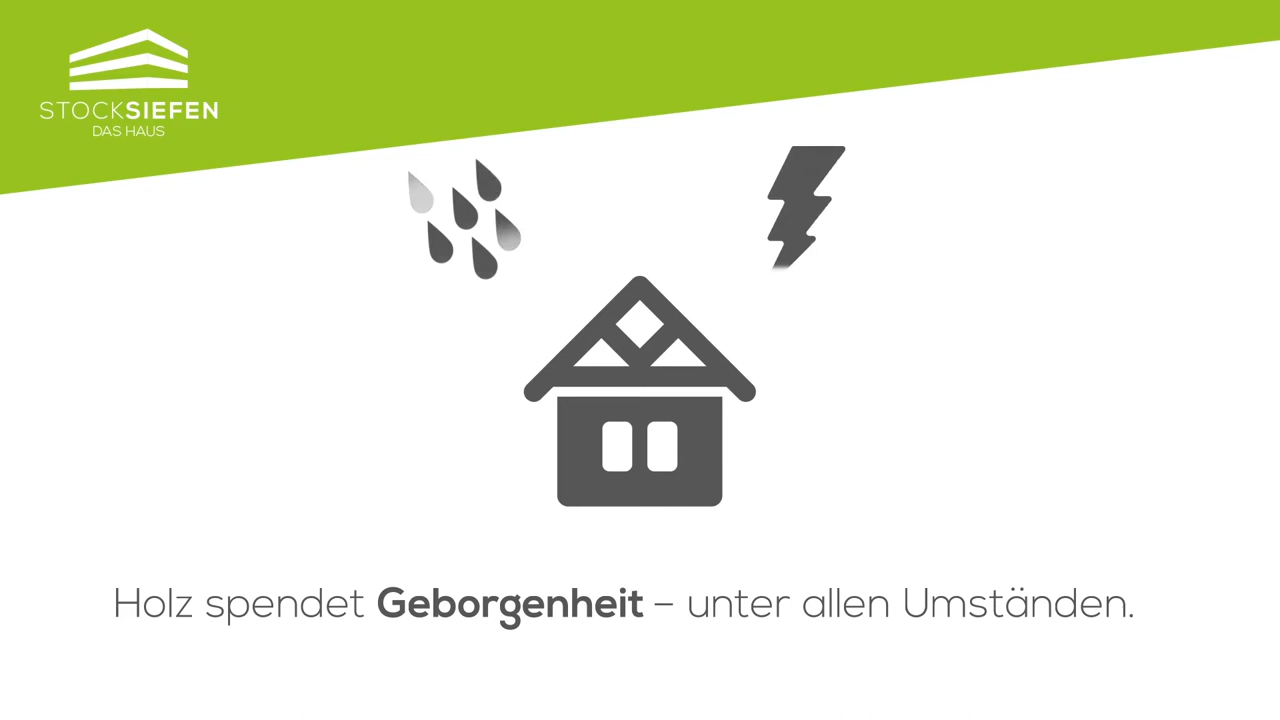 STOCKSIEFEN
DAS HAUS
Holz spendet Geborgenheit – unter allen Umständen.